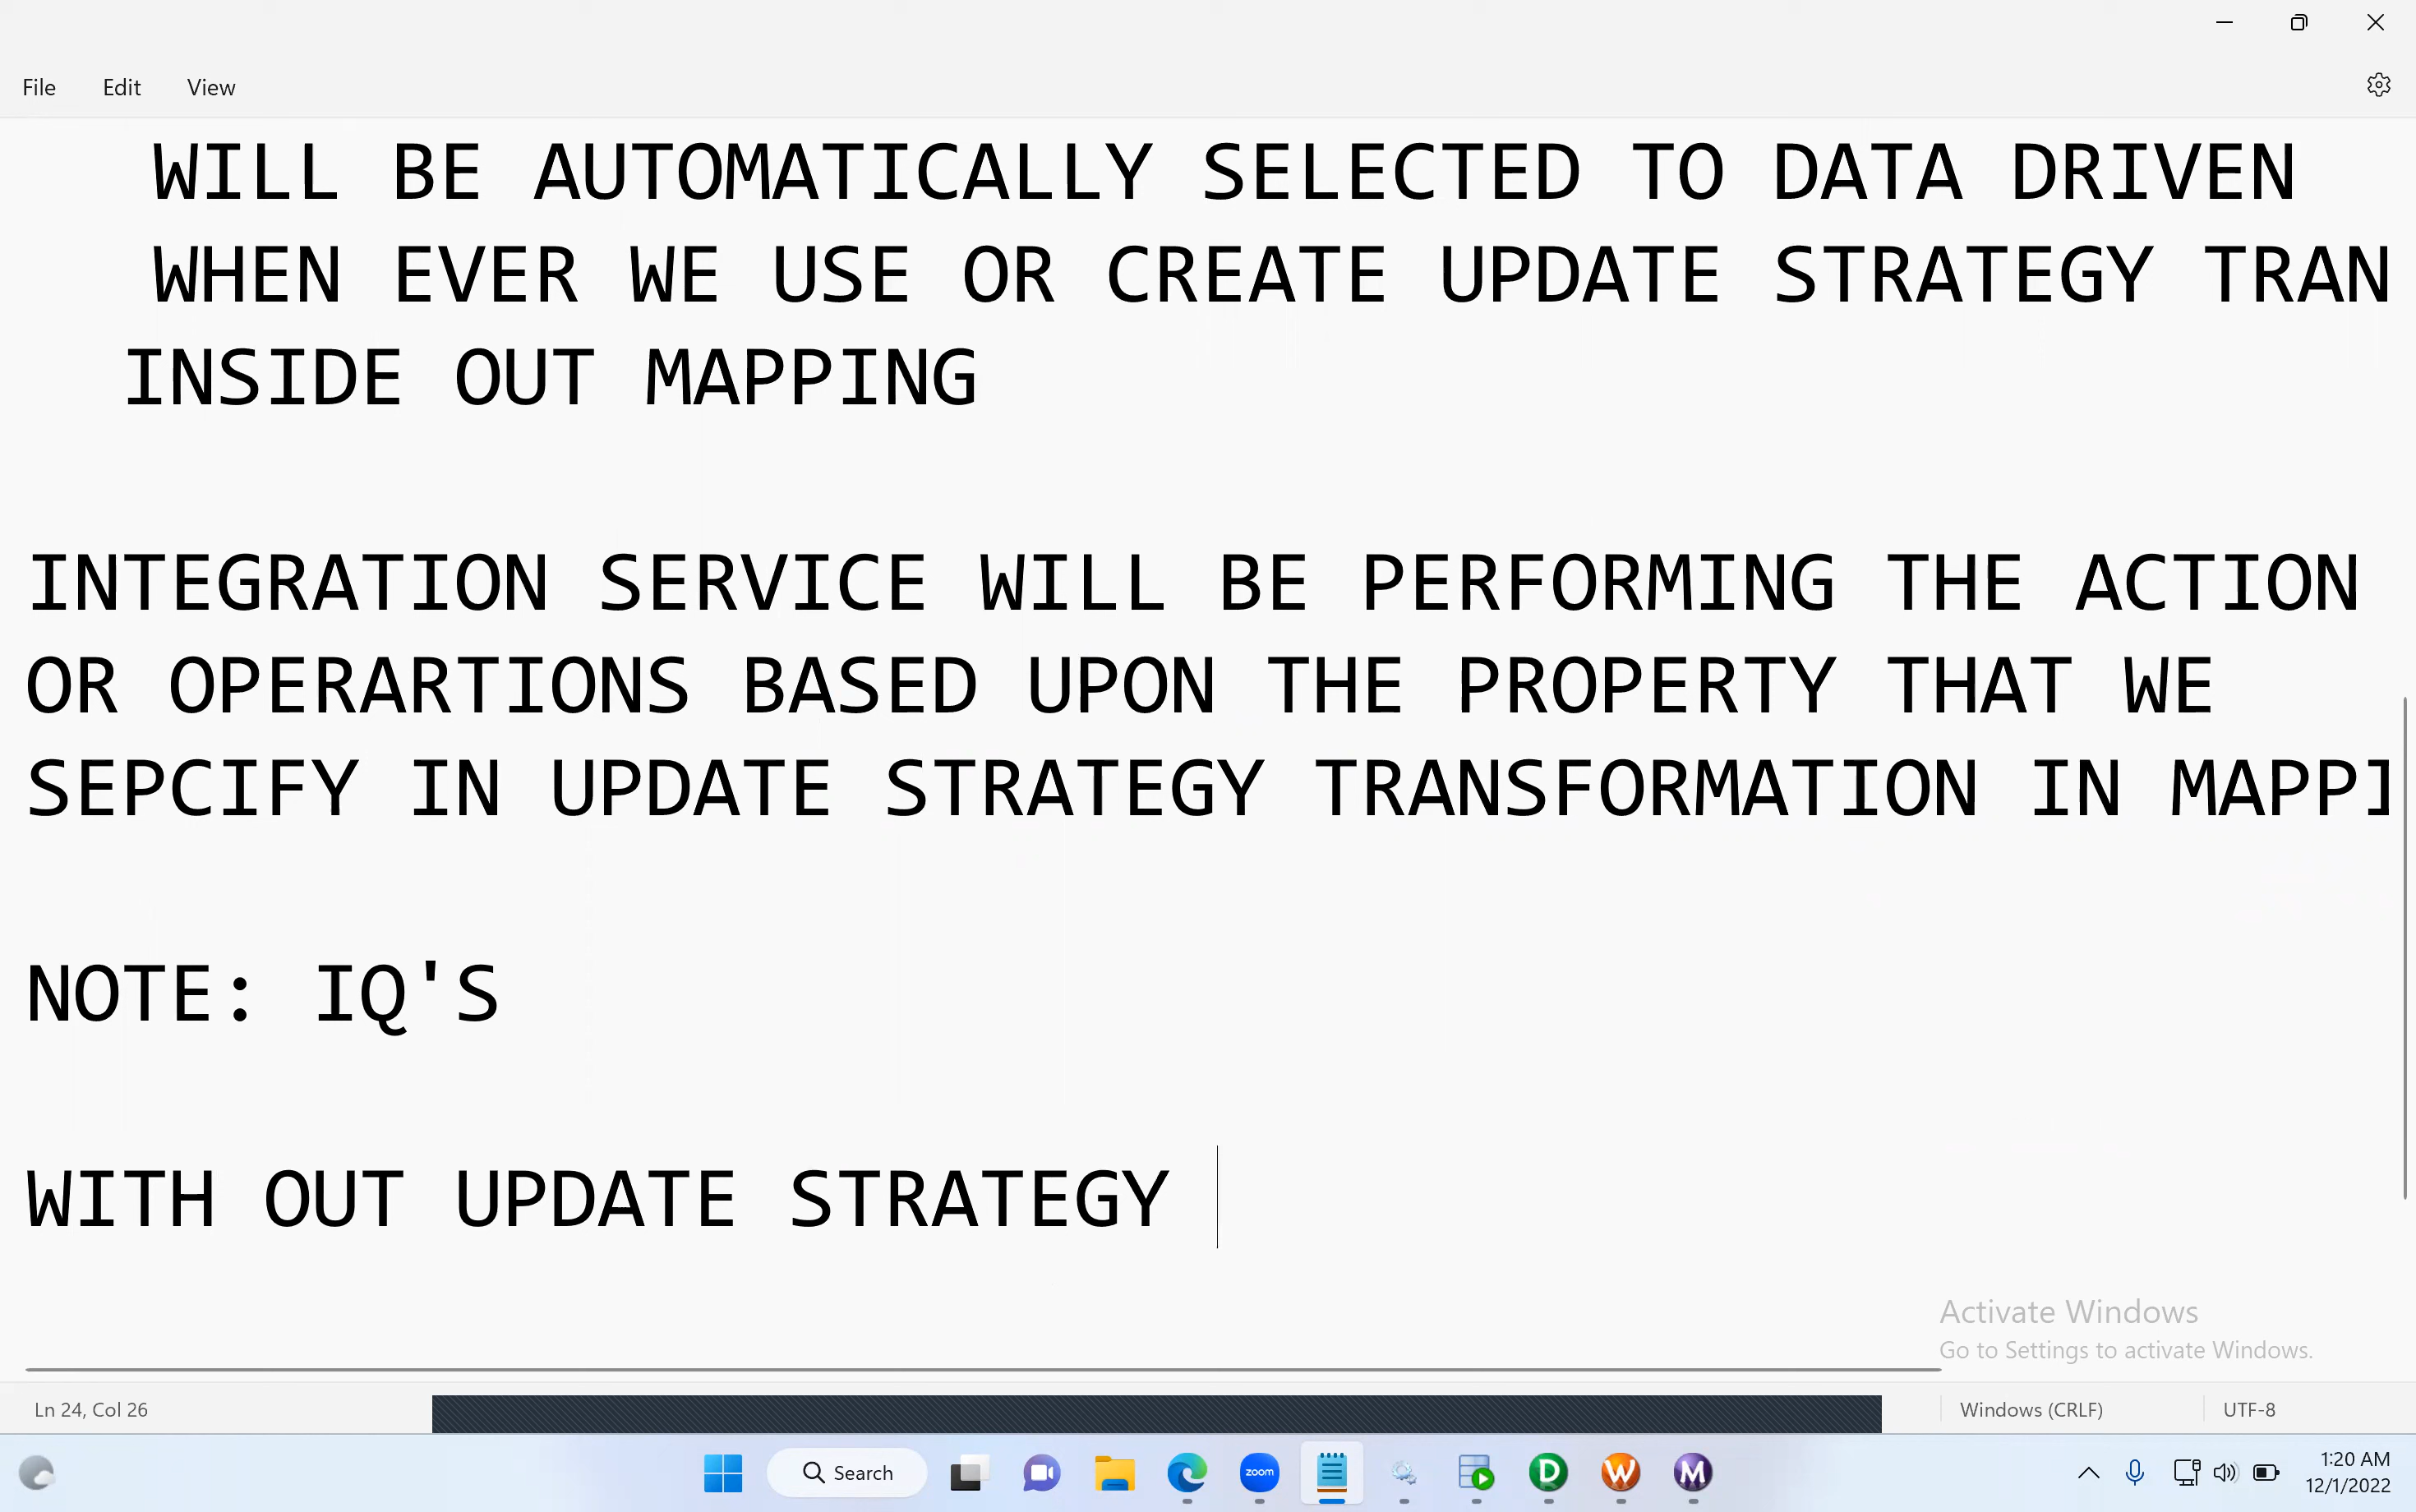 File Edit View
WILL BE AUTOMATICALLY SELECTED TO DATA DRIVEN
WHEN EVER WE USE OR CREATE UPDATE STRATEGY TRAN
INSIDE OUT MAPPING
INTEGRATION SERVICE WILL BE PERFORMING THE ACTION
OR OPERARTIONS BASED UPON THE PROPERTY THAT WE
SEPCIFY IN UPDATE STRATEGY TRANSFORMATION IN MAPPI
NOTE: IQ'S
WITH OUT UPDATE STRATEGY
Activate Windows
Go to Settings to activate Windows.
Ln 24, Col 26 Windows (CRLF) UTF-8
Search zoom D W M 1:20 AM
12/1/2022